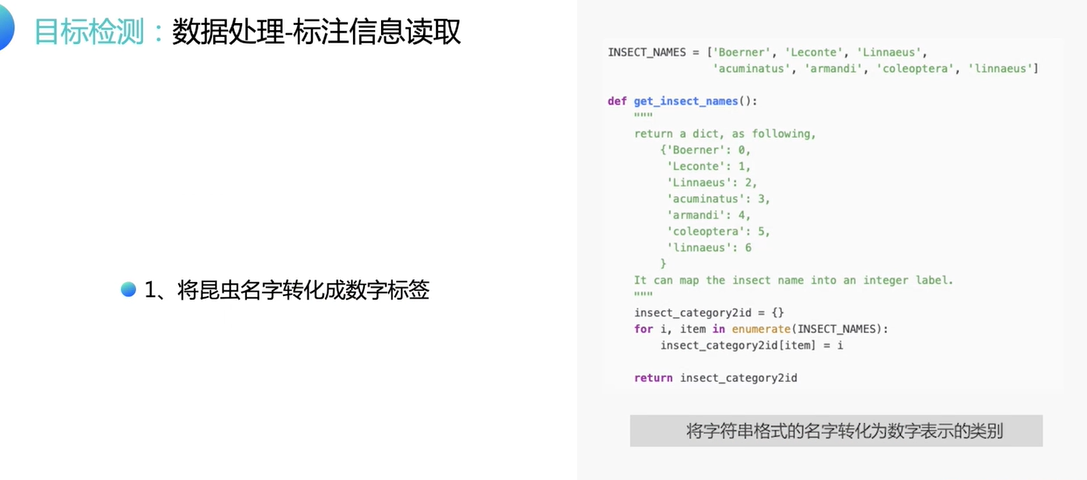 目标检测：数据处理-标注信息读取
1、将昆虫名字转化成数字标签
INSECT_NAMES = ['Boerner', 'Leconte', 'Linnaeus',
'acuminatus', 'armandi', 'coleoptera', 'linnaeus']
def get_insect_names():
"""
return a dict, as following,
{'Boerner': 0,
'Leconte': 1,
'Linnaeus': 2,
'acuminatus': 3,
'armandi': 4,
'coleoptera': 5,
'linnaeus': 6
}
It can map the insect name into an integer label.
"""
insect_category2id = {}
for i, item in enumerate(INSECT_NAMES):
insect_category2id[item] = i
return insect_category2id
将字符串格式的名字转化为数字表示的类别